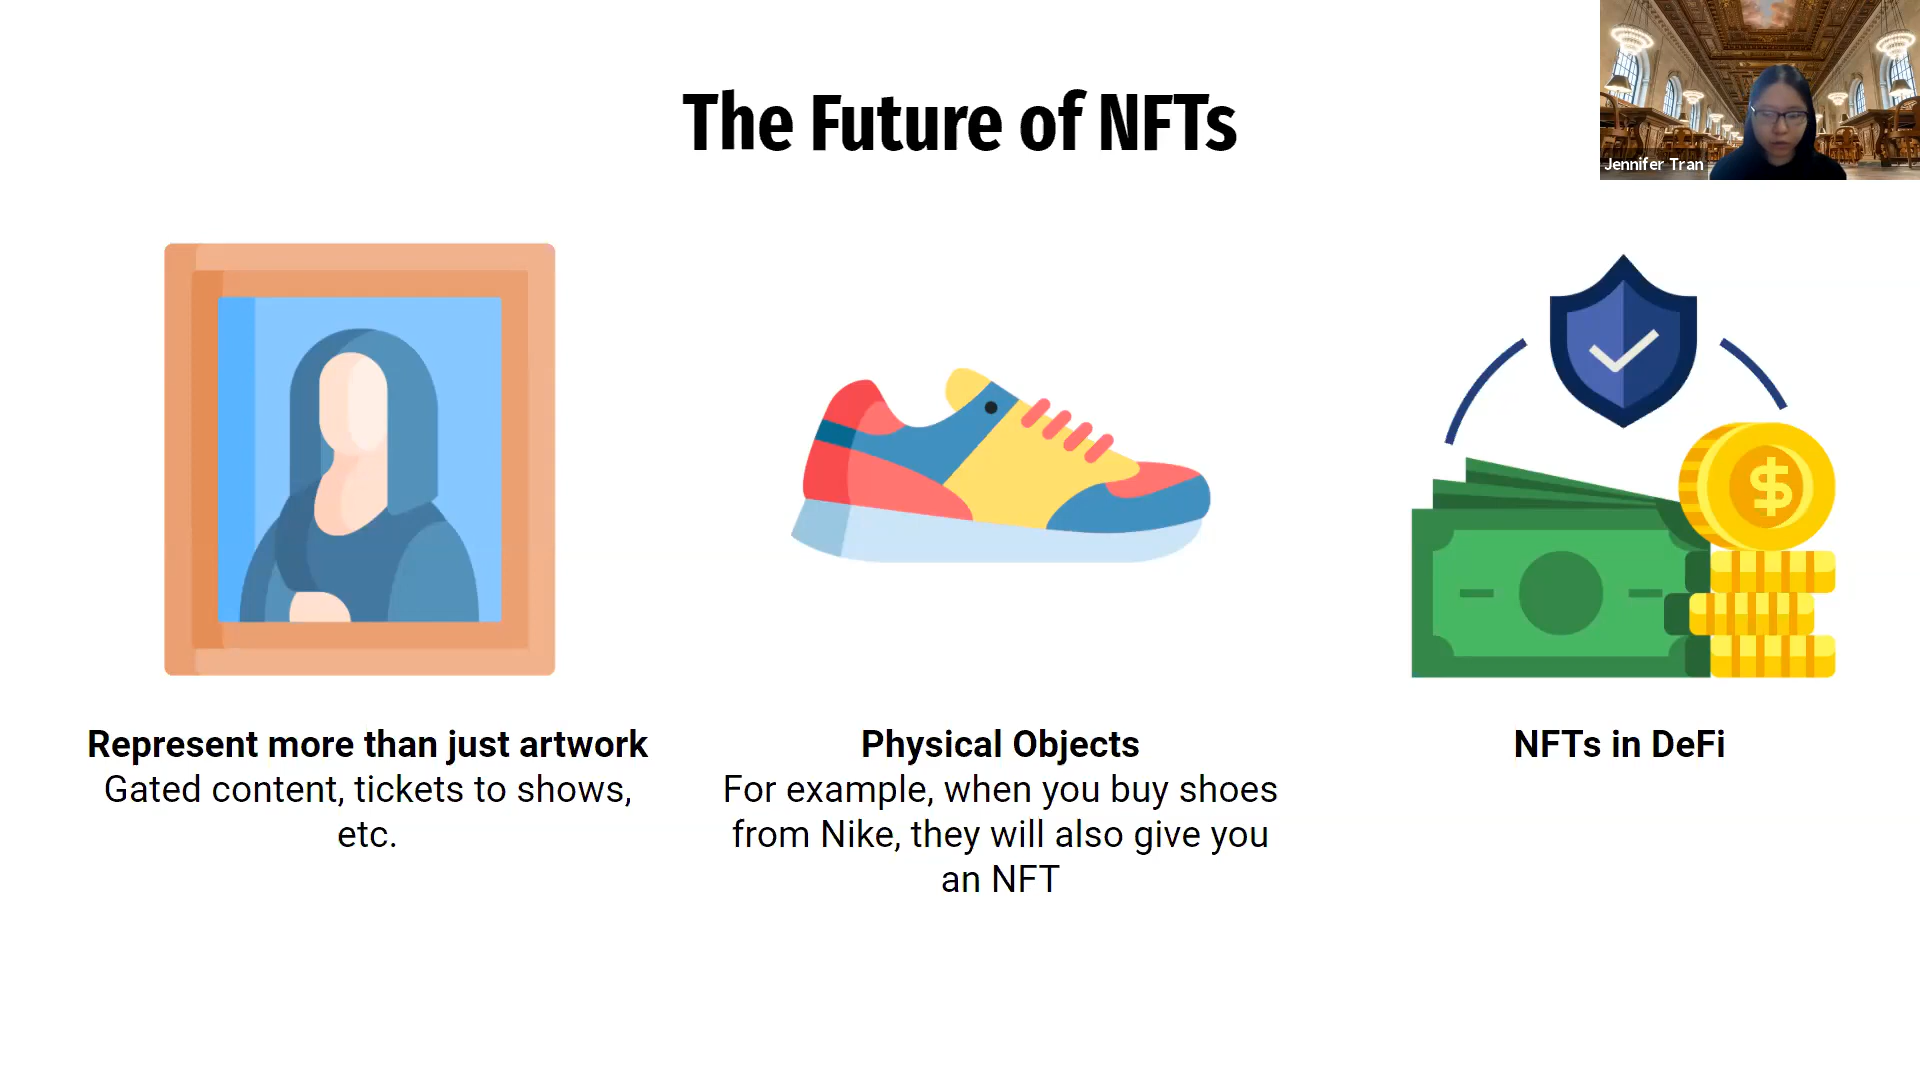 The Future of NFTs
Jennifer Tran
Represent more than just artwork
Gated content, tickets to shows,
etc.
Physical Objects
For example, when you buy shoes
from Nike, they will also give you
an NFT
NFTs in DeFi
$